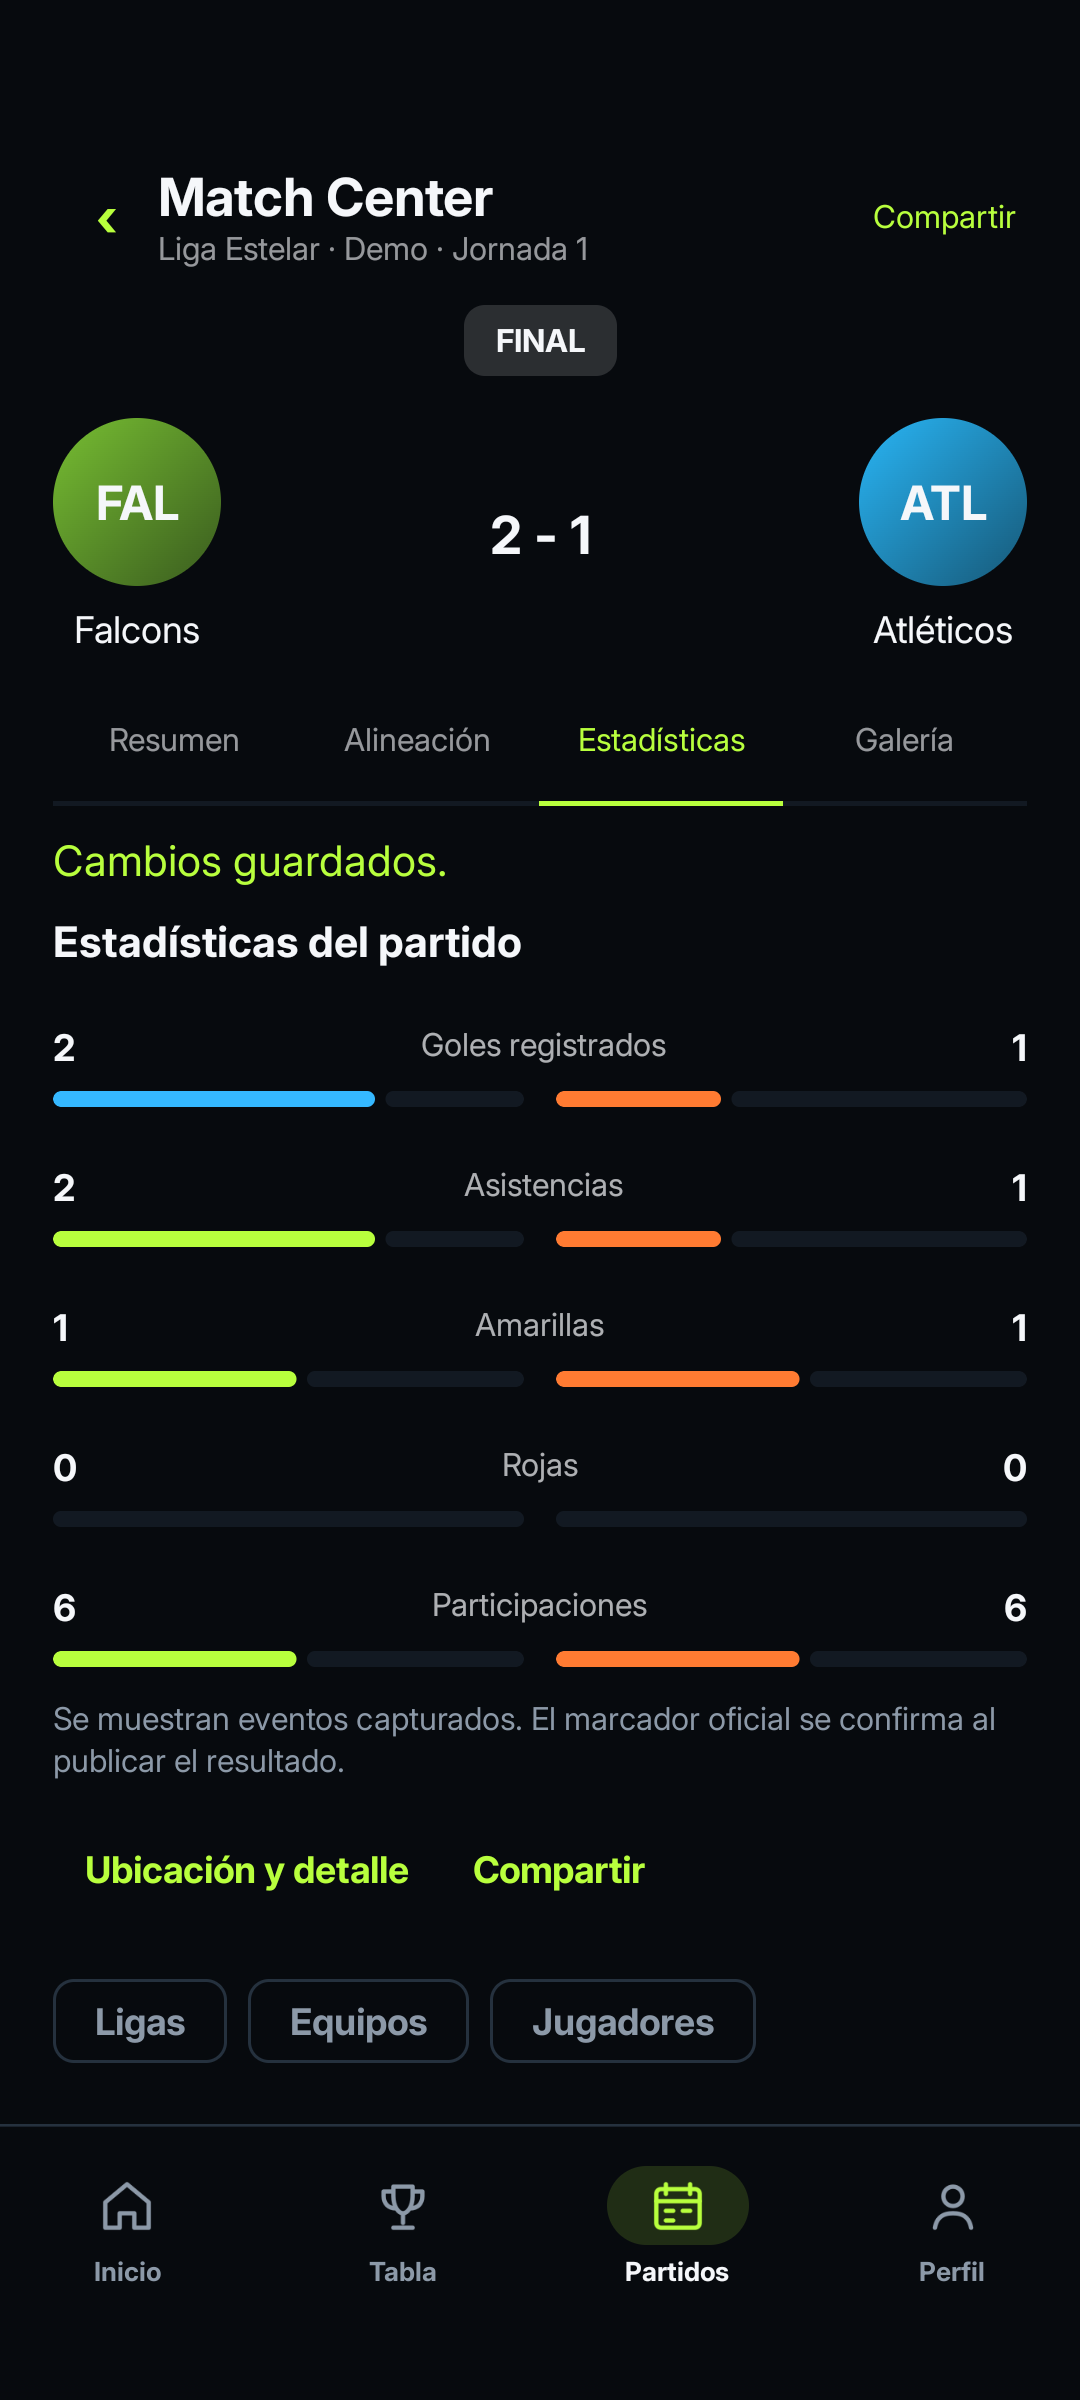 ‹
Match Center
Compartir
Liga Estelar · Demo · Jornada 1
FINAL
FAL
2 - 1
ATL
Falcons
Atléticos
Resumen
Alineación
Estadísticas
Galería
Cambios guardados.
Estadísticas del partido
2 Goles registrados 1
2 Asistencias 1
1 Amarillas 1
0 Rojas 0
6 Participaciones 6
Se muestran eventos capturados. El marcador oficial se confirma al
publicar el resultado.
Ubicación y detalle
Compartir
Ligas
Equipos
Jugadores
Inicio
Tabla
Partidos
Perfil